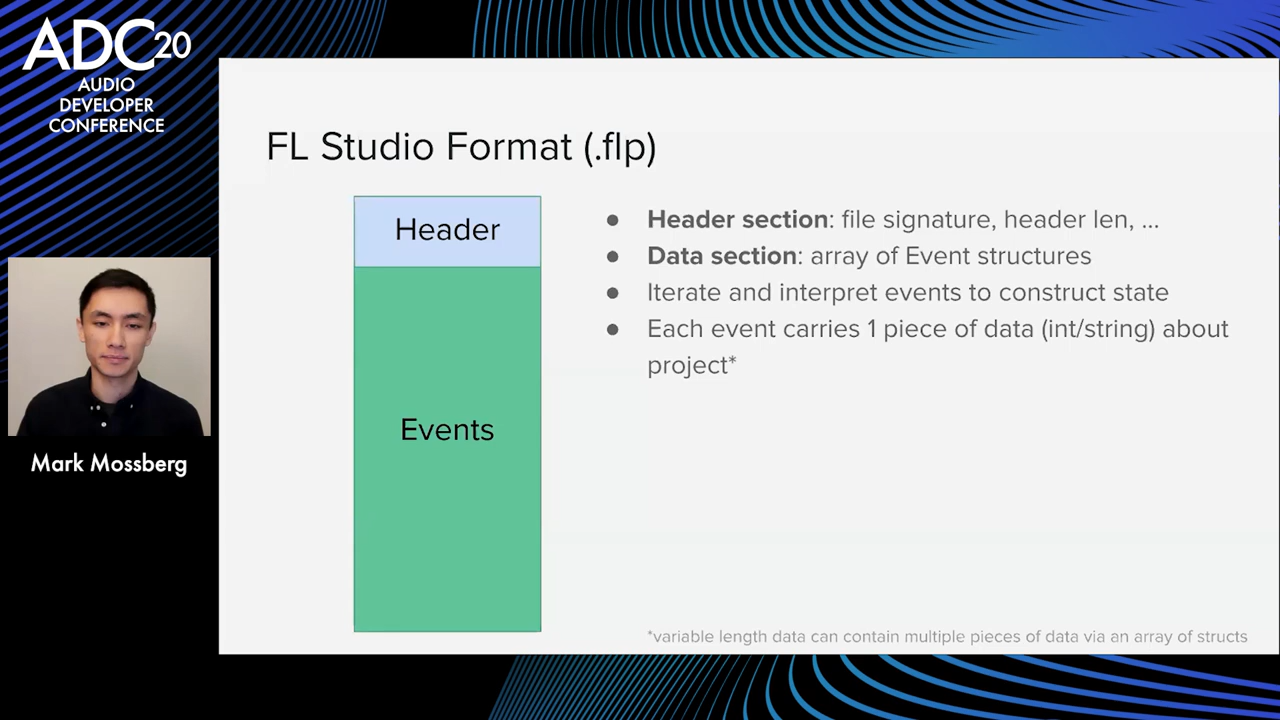 ADC20
AUDIO
DEVELOPER
CONFERENCE
FL Studio Format (.flp)
Header
Events
● Header section: file signature, header len, ...
● Data section: array of Event structures
● Iterate and interpret events to construct state
● Each event carries 1 piece of data (int/string) about
project*
*variable length data can contain multiple pieces of data via an array of structs
Mark Mossberg